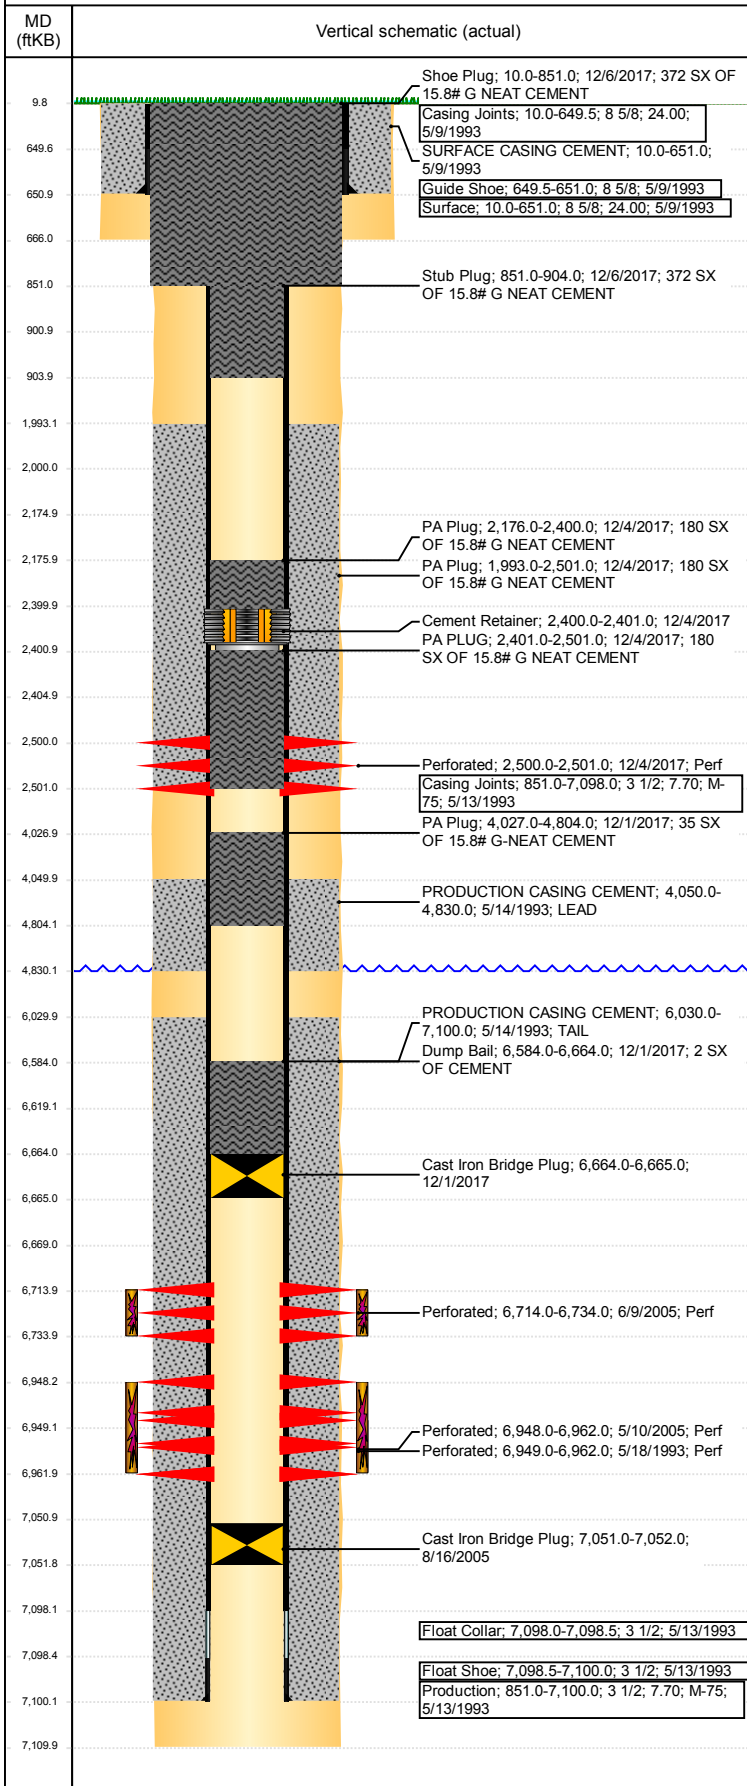 MD
(ftKB)
Vertical schematic (actual)
9.8
649.6
650.9
666.0
851.0
900.9
903.9
1,993.1
2,000.0
2,174.9
2,175.9
2,399.9
2,400.9
2,404.9
2,500.0
2,501.0
4,026.9
4,049.9
4,804.1
4,830.1
6,029.9
6,584.0
6,619.1
6,664.0
6,665.0
6,669.0
6,713.9
6,733.9
6,948.2
6,949.1
6,961.9
7,050.9
7,051.8
7,098.1
7,098.4
7,100.1
7,109.9
Shoe Plug; 10.0-851.0; 12/6/2017; 372 SX OF
15.8# G NEAT CEMENT
Casing Joints; 10.0-649.5; 8 5/8; 24.00;
5/9/1993
SURFACE CASING CEMENT; 10.0-651.0;
5/9/1993
Guide Shoe; 649.5-651.0; 8 5/8; 5/9/1993
Surface; 10.0-651.0; 8 5/8; 24.00; 5/9/1993
Stub Plug; 851.0-904.0; 12/6/2017; 372 SX
OF 15.8# G NEAT CEMENT
PA Plug; 2,176.0-2,400.0; 12/4/2017; 180 SX
OF 15.8# G NEAT CEMENT
PA Plug; 1,993.0-2,501.0; 12/4/2017; 180 SX
OF 15.8# G NEAT CEMENT
Cement Retainer; 2,400.0-2,401.0; 12/4/2017
PA PLUG; 2,401.0-2,501.0; 12/4/2017; 180
SX OF 15.8# G NEAT CEMENT
Perforated; 2,500.0-2,501.0; 12/4/2017; Perf
Casing Joints; 851.0-7,098.0; 3 1/2; 7.70; M-
75; 5/13/1993
PA Plug; 4,027.0-4,804.0; 12/1/2017; 35 SX
OF 15.8# G-NEAT CEMENT
PRODUCTION CASING CEMENT; 4,050.0-
4,830.0; 5/14/1993; LEAD
PRODUCTION CASING CEMENT; 6,030.0-
7,100.0; 5/14/1993; TAIL
Dump Bail; 6,584.0-6,664.0; 12/1/2017; 2 SX
OF CEMENT
Cast Iron Bridge Plug; 6,664.0-6,665.0;
12/1/2017
Perforated; 6,714.0-6,734.0; 6/9/2005; Perf
Perforated; 6,948.0-6,962.0; 5/10/2005; Perf
Perforated; 6,949.0-6,962.0; 5/18/1993; Perf
Cast Iron Bridge Plug; 7,051.0-7,052.0;
8/16/2005
Float Collar; 7,098.0-7,098.5; 3 1/2; 5/13/1993
Float Shoe; 7,098.5-7,100.0; 3 1/2; 5/13/1993
Production; 851.0-7,100.0; 3 1/2; 7.70; M-75;
5/13/1993